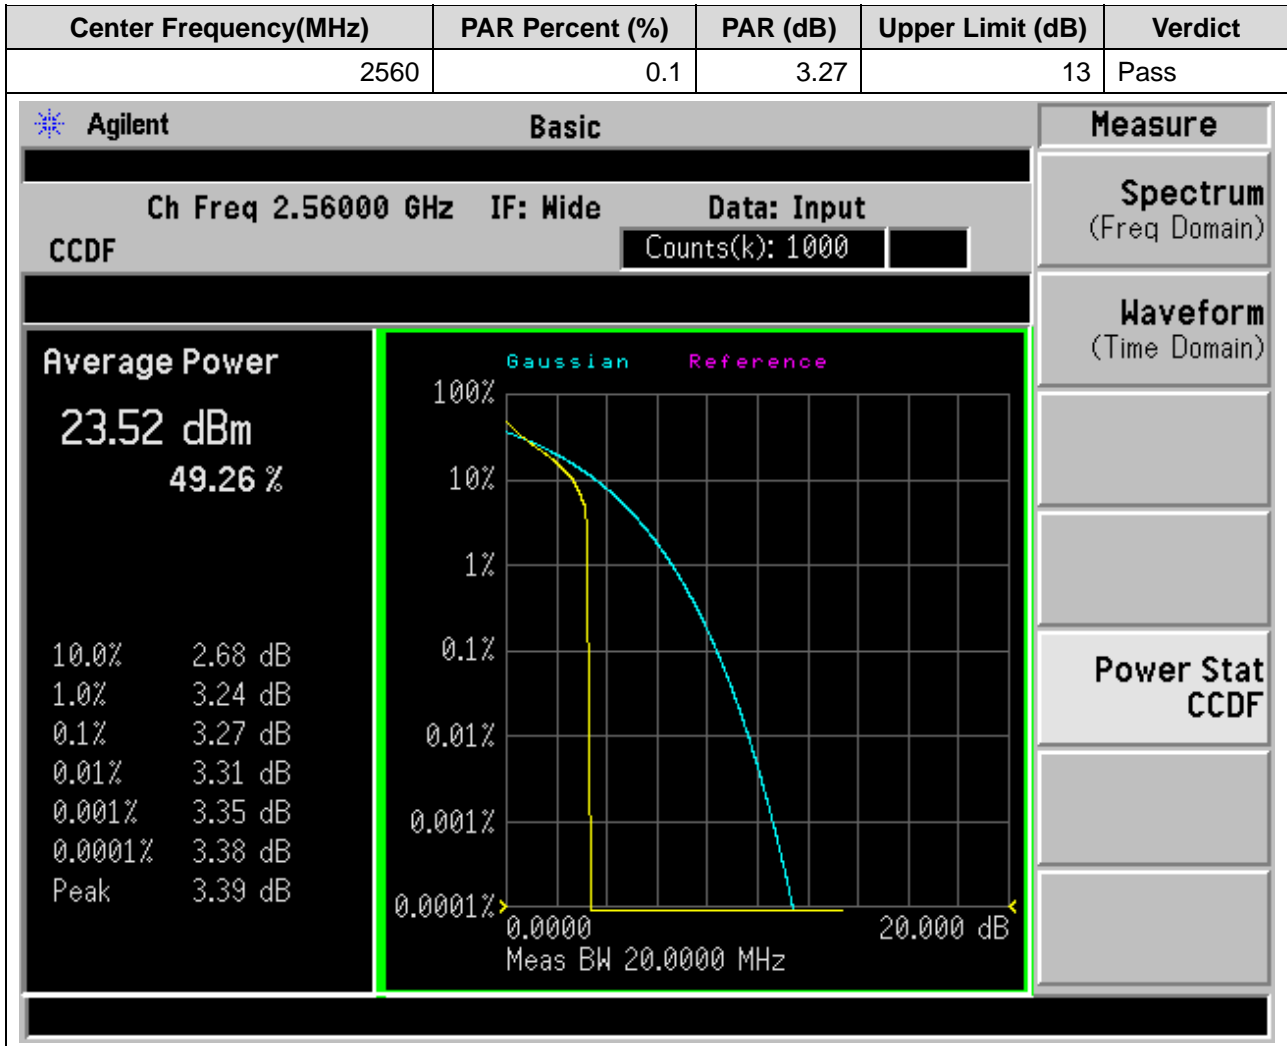 Center Frequency(MHz) PAR Percent (%) PAR (dB) Upper Limit (dB) Verdict
2560 0.1 3.27 13 Pass
Agilent Basic Measure
Ch Freq 2.56000 GHz IF: Wide Data: Input
CCDF Counts(k): 1000
Spectrum
(Freq Domain)
Waveform
(Time Domain)
Power Stat
CCDF
Average Power
23.52 dBm
49.26 %
10.0% 2.68 dB
1.0% 3.24 dB
0.1% 3.27 dB
0.01% 3.31 dB
0.001% 3.35 dB
0.0001% 3.38 dB
Peak 3.39 dB
Gaussian Reference
100%
10%
1%
0.1%
0.01%
0.001%
0.0001%
0.0000 20.000 dB
Meas BW 20.0000 MHz